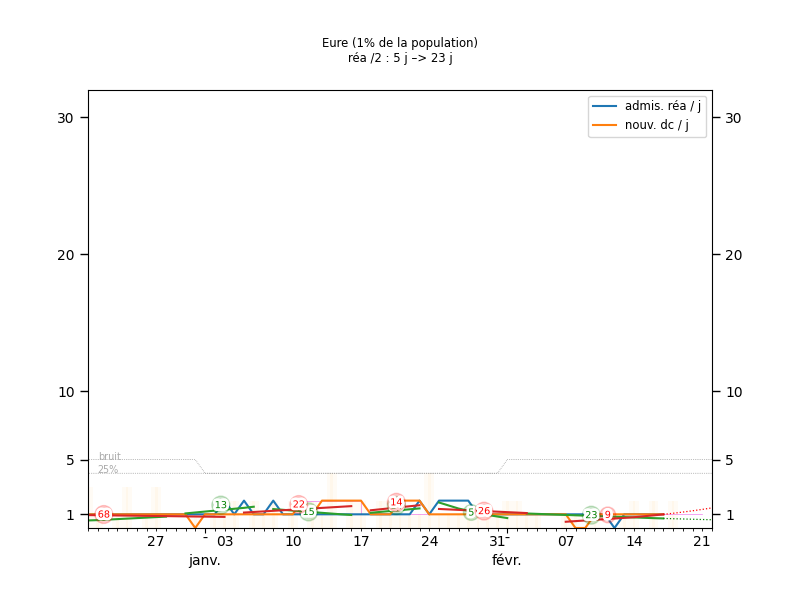 Eure (1% de la population)
réa /2 : 5 j –> 23 j
admis. réa / j
nouv. dc / j
30 30
20 20
10 10
5 5
1 1
bruit
25%
68 13 22 15 14 5 26 23 9
27 03 10 17 24 31 07 14 21
janv. févr.